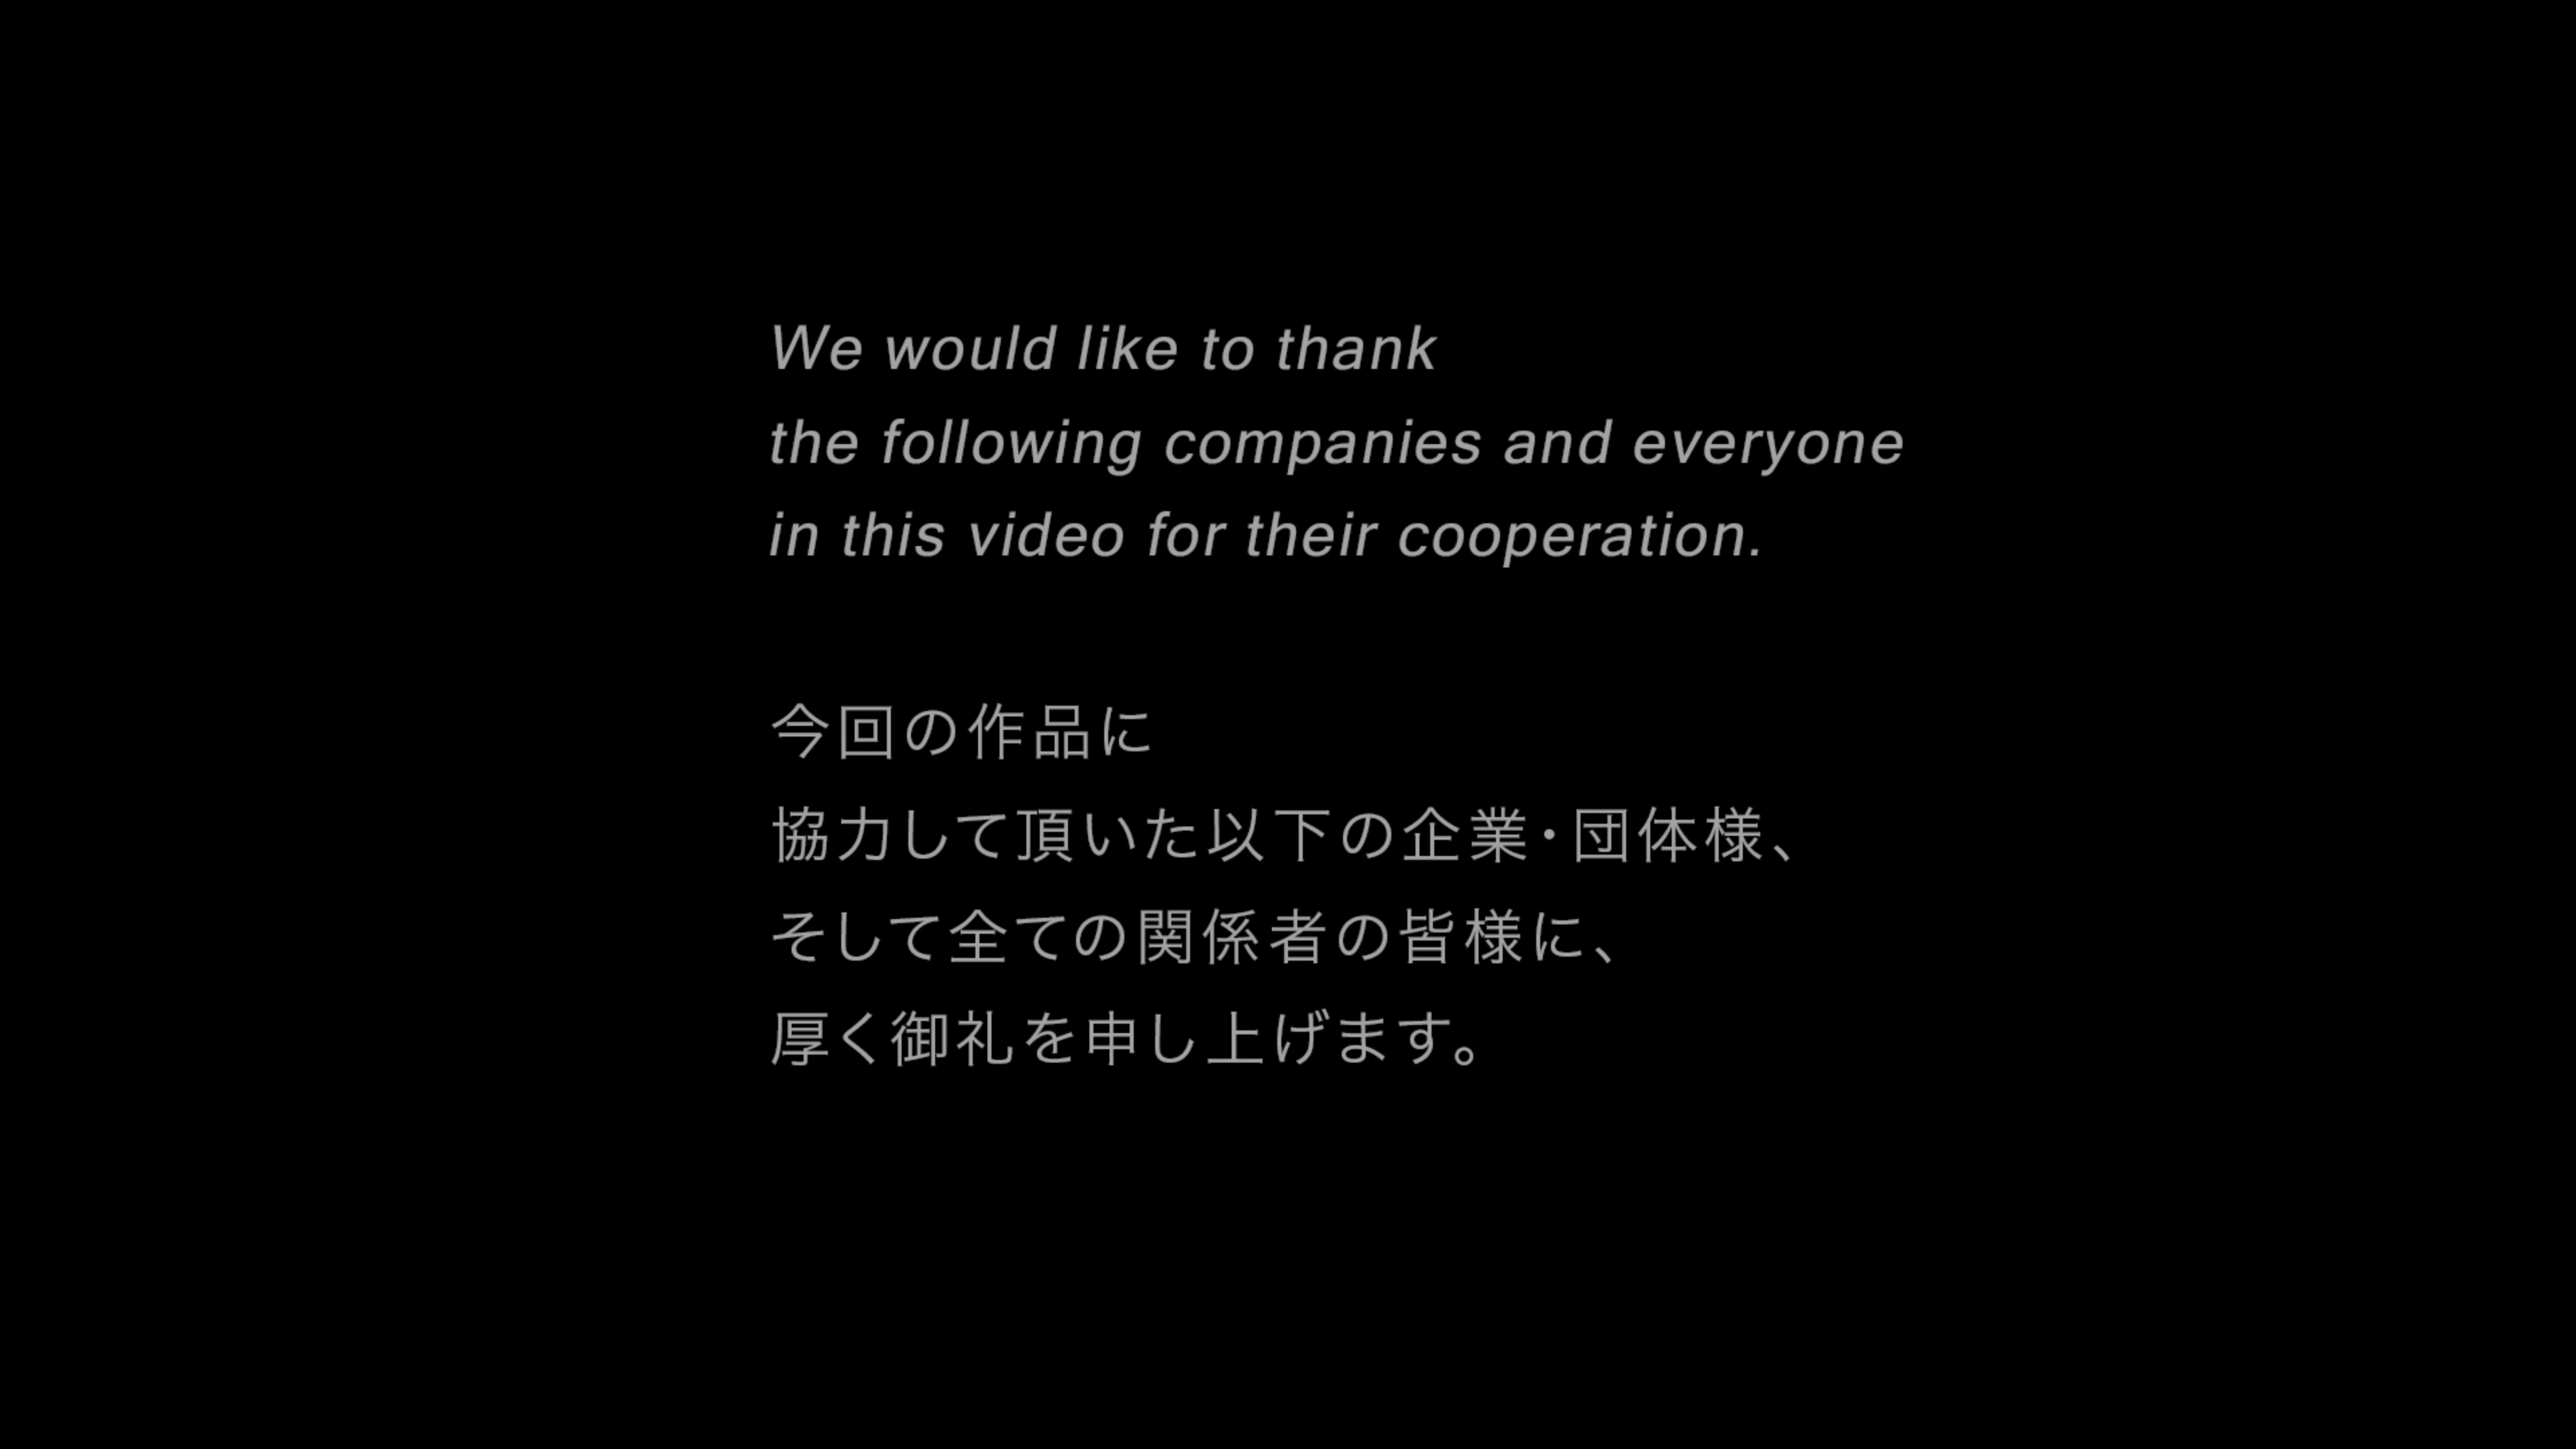 We would like to thank
the following companies and everyone
in this video for their cooperation.
今回の作品に
協力して頂いた以下の企業・団体様、
そして全ての関係者の皆様に、
厚く御礼を申し上げます。